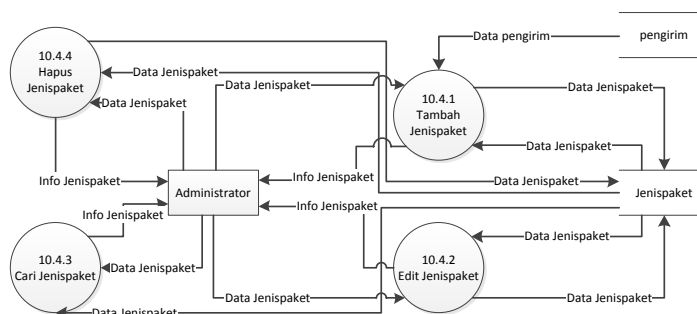 Data pengirim
pengirim
10.4.4
Hapus
Jenispaket
Data Jenispaket
Data Jenispaket
Data Jenispaket
10.4.1
Tambah
Jenispaket
Data Jenispaket
Data Jenispaket
Info Jenispaket
Administrator
Info Jenispaket
Data Jenispaket
Jenispaket
Info Jenispaket
Info Jenispaket
Data Jenispaket
10.4.3
Cari Jenispaket
Data Jenispaket
10.4.2
Edit Jenispaket
Data Jenispaket
Data Jenispaket
Data Jenispaket